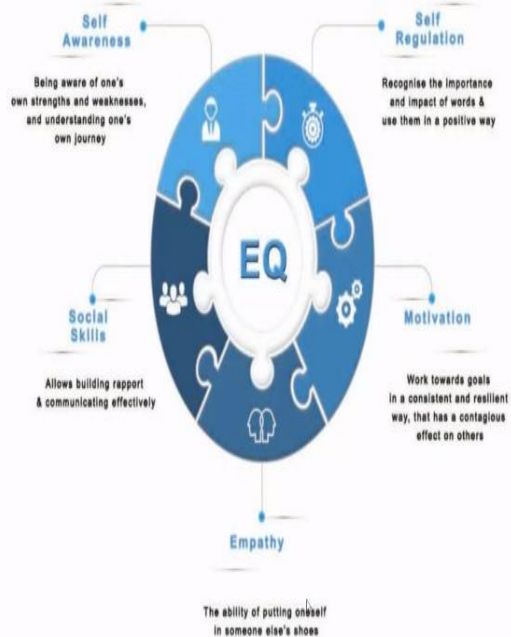 Self
Awareness
Being aware of one's
own strengths and weaknesses,
and understanding one's
own journey
Self
Regulation
Recognise the importance
and impact of words &
use them in a positive way
EQ
Social
Skills
Allows building rapport
& communicating effectively
Motivation
Work towards goals
in a consistent and resilient
way, that has a contagious
effect on others
Empathy
The ability of putting oneself
in someone else's shoes